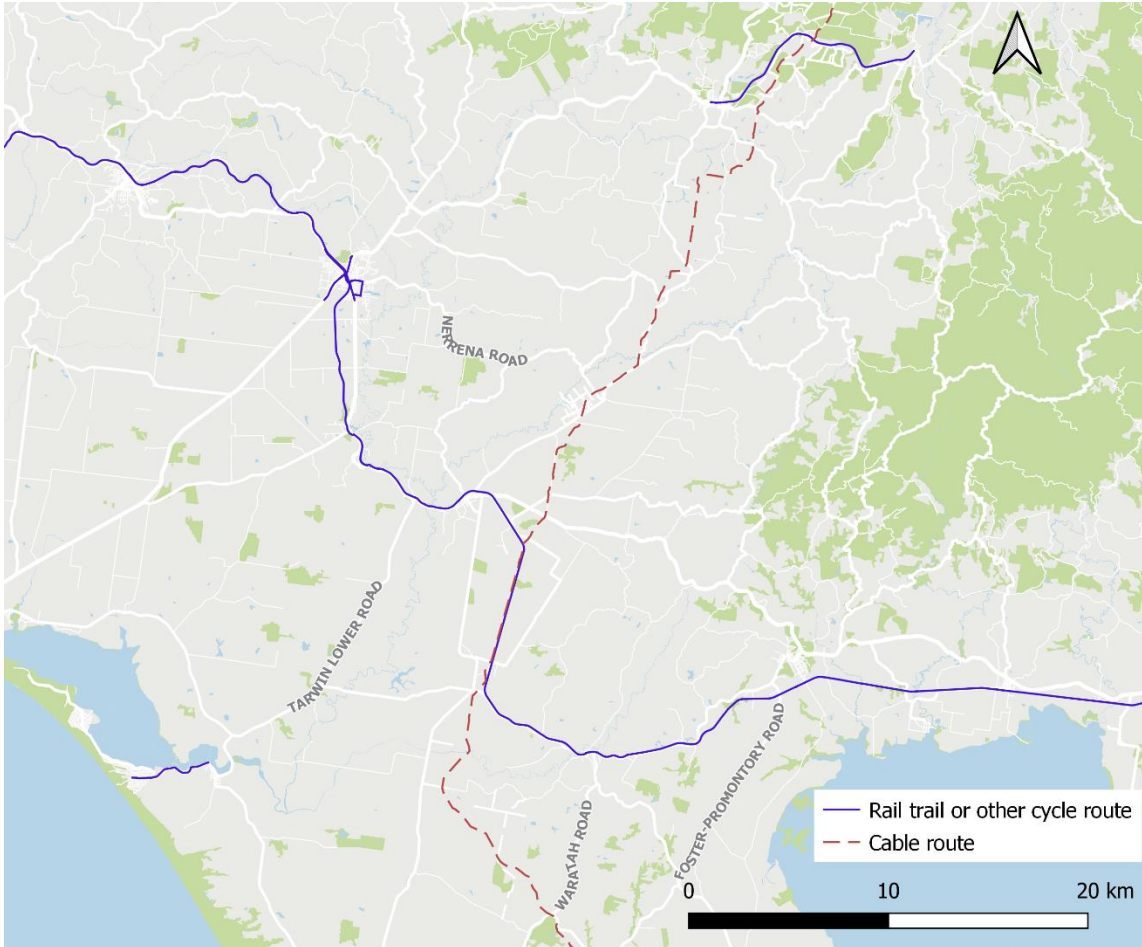 NERRENA ROAD
TARWIN LOWER ROAD
WARATAH ROAD
FOSTER-PROMONTORY ROAD
Rail trail or other cycle route
Cable route
0 10 20 km